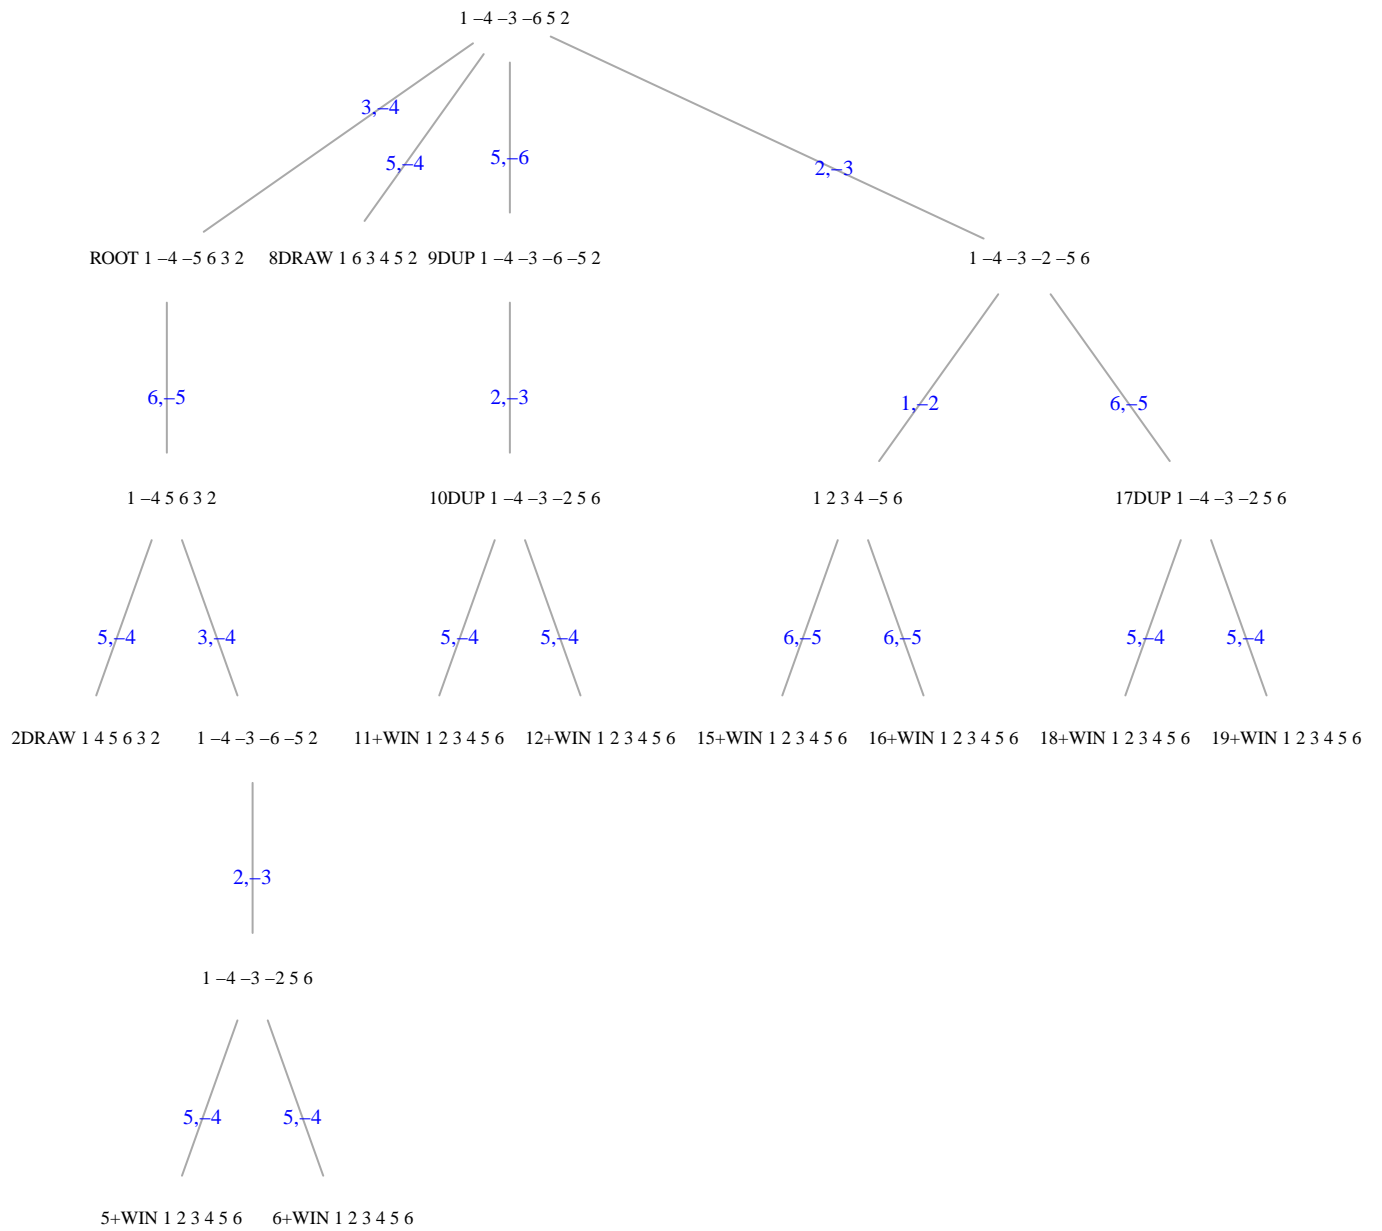 1 –4 –3 –6 5 2
3,–4
5,–4
5,–6
2,–3
ROOT 1 –4 –5 6 3 2
8DRAW 1 6 3 4 5 2
9DUP 1 –4 –3 –6 –5 2
1 –4 –3 –2 –5 6
6,–5
2,–3
1,–2
6,–5
1 –4 5 6 3 2
10DUP 1 –4 –3 –2 5 6
1 2 3 4 –5 6
17DUP 1 –4 –3 –2 5 6
5,–4
3,–4
5,–4
5,–4
6,–5
6,–5
5,–4
5,–4
2DRAW 1 4 5 6 3 2
1 –4 –3 –6 –5 2
11+WIN 1 2 3 4 5 6
12+WIN 1 2 3 4 5 6
15+WIN 1 2 3 4 5 6
16+WIN 1 2 3 4 5 6
18+WIN 1 2 3 4 5 6
19+WIN 1 2 3 4 5 6
2,–3
1 –4 –3 –2 5 6
5,–4
5,–4
5+WIN 1 2 3 4 5 6
6+WIN 1 2 3 4 5 6